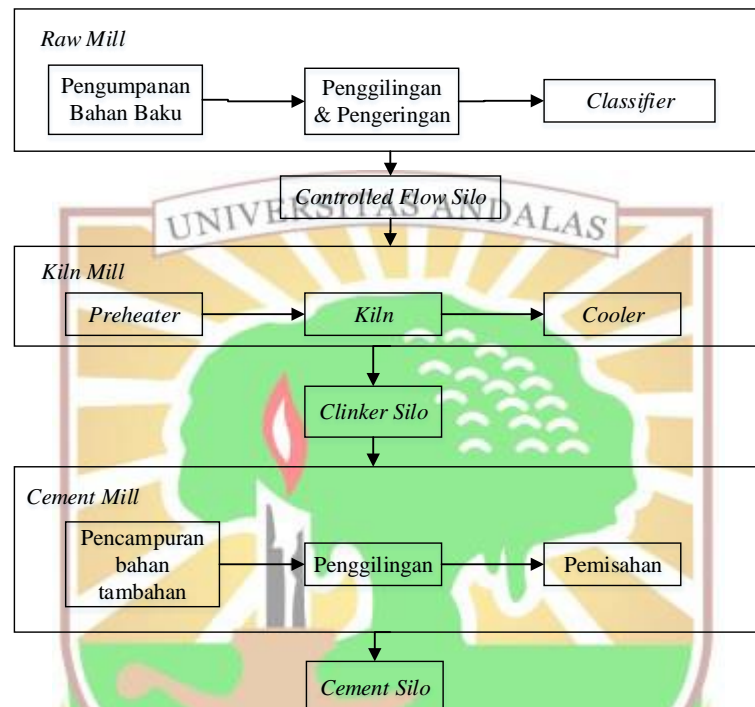 Raw Mill
Pengumpanan
Bahan Baku
Penggilingan
& Pengeringan
Classifier
Controlled Flow Silo
UNIVERSITAS ANDALAS
Kiln Mill
Preheater
Kiln
Cooler
Clinker Silo
Cement Mill
Pencampuran
bahan
tambahan
Penggilingan
Pemisahan
Cement Silo